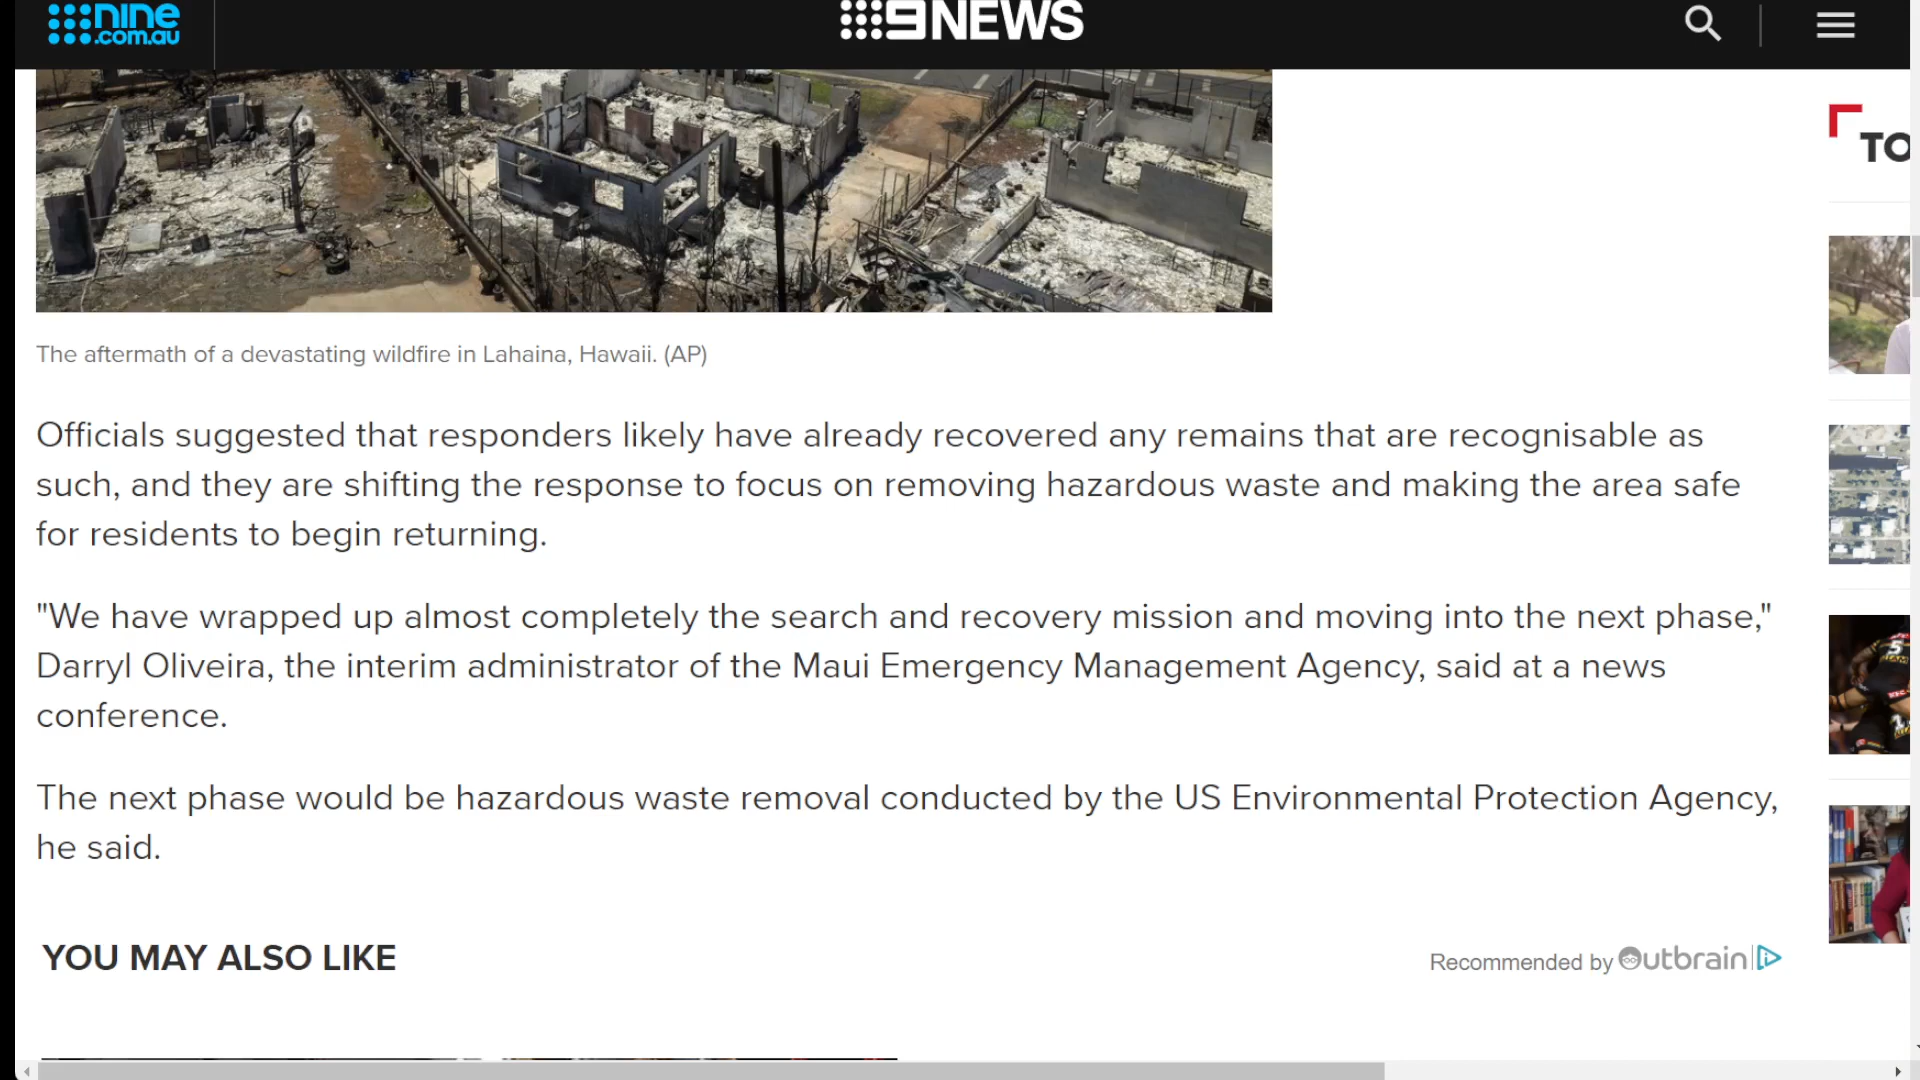 nine
.com.au
9NEWS
TO
The aftermath of a devastating wildfire in Lahaina, Hawaii. (AP)
Officials suggested that responders likely have already recovered any remains that are recognisable as
such, and they are shifting the response to focus on removing hazardous waste and making the area safe
for residents to begin returning.
"We have wrapped up almost completely the search and recovery mission and moving into the next phase,"
Darryl Oliveira, the interim administrator of the Maui Emergency Management Agency, said at a news
conference.
The next phase would be hazardous waste removal conducted by the US Environmental Protection Agency,
he said.
YOU MAY ALSO LIKE
Recommended by Outbrain